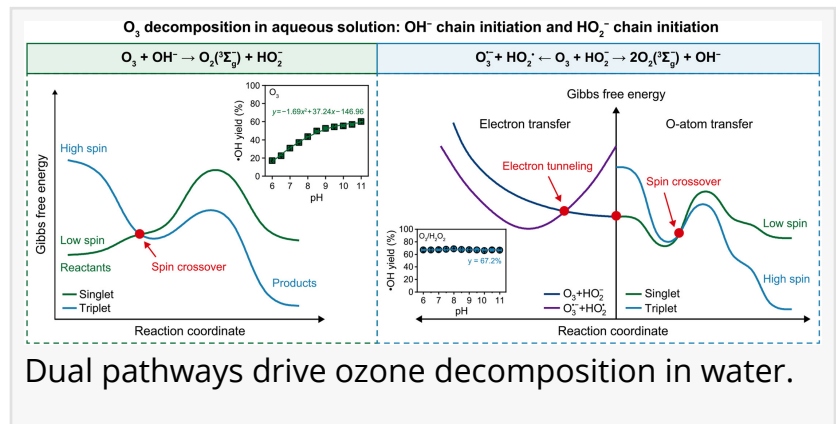 O₃ decomposition in aqueous solution: OH⁻ chain initiation and HO₂⁻ chain initiation
O₃ + OH⁻ → O₂(³Σg⁻) + HO₂⁻
O₃•⁻ + HO₂• ← O₃ + HO₂⁻ → 2O₂(³Σg⁻) + OH⁻
Gibbs free energy
High spin
Low spin
Reactants
Spin crossover
Products
Singlet
Triplet
Reaction coordinate
O₃
y=−1.69x²+37.24x−146.96
•OH yield (%)
100
80
60
40
20
0
6 7 8 9 10 11
pH
Gibbs free energy
Electron transfer
O-atom transfer
Electron tunneling
Spin crossover
Low spin
High spin
O₃/H₂O₂
y = 67.2%
•OH yield (%)
100
80
60
40
20
0
6 7 8 9 10 11
pH
O₃+HO₂⁻
O₃•⁻+HO₂•
Singlet
Triplet
Reaction coordinate
Dual pathways drive ozone decomposition in water.